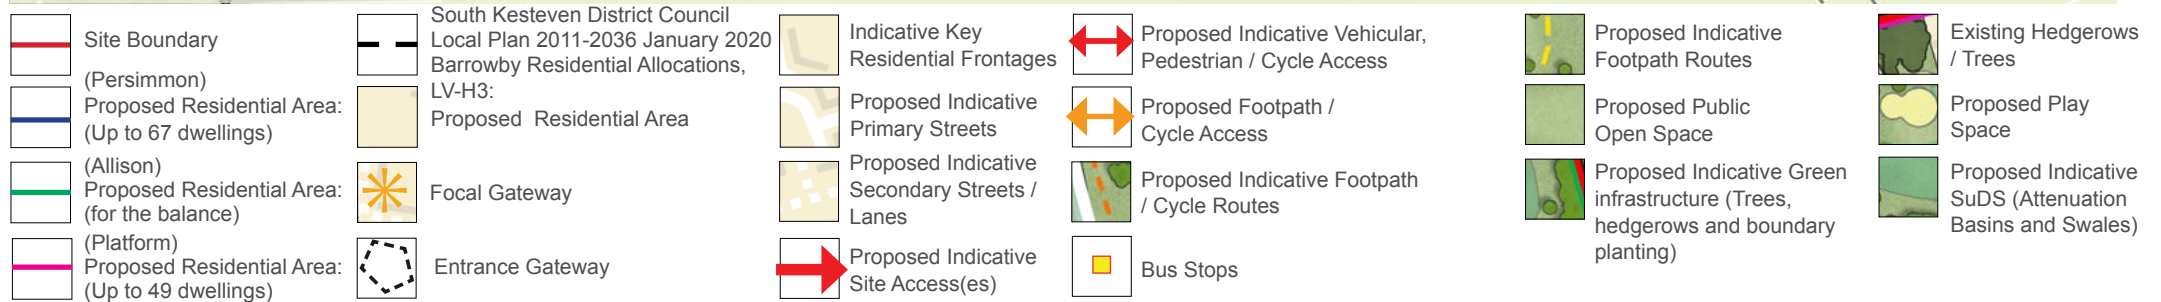 Site Boundary
(Persimmon)
Proposed Residential Area:
(Up to 67 dwellings)
(Allison)
Proposed Residential Area:
(for the balance)
(Platform)
Proposed Residential Area:
(Up to 49 dwellings)
South Kesteven District Council
Local Plan 2011-2036 January 2020
Barrowby Residential Allocations,
LV-H3:
Proposed Residential Area
Focal Gateway
Entrance Gateway
Indicative Key
Residential Frontages
Proposed Indicative
Primary Streets
Proposed Indicative
Secondary Streets /
Lanes
Proposed Indicative
Site Access(es)
Proposed Indicative Vehicular,
Pedestrian / Cycle Access
Proposed Footpath /
Cycle Access
Proposed Indicative Footpath
/ Cycle Routes
Bus Stops
Proposed Indicative
Footpath Routes
Proposed Public
Open Space
Proposed Indicative Green
infrastructure (Trees,
hedgerows and boundary
planting)
Existing Hedgerows
/ Trees
Proposed Play
Space
Proposed Indicative
SuDS (Attenuation
Basins and Swales)